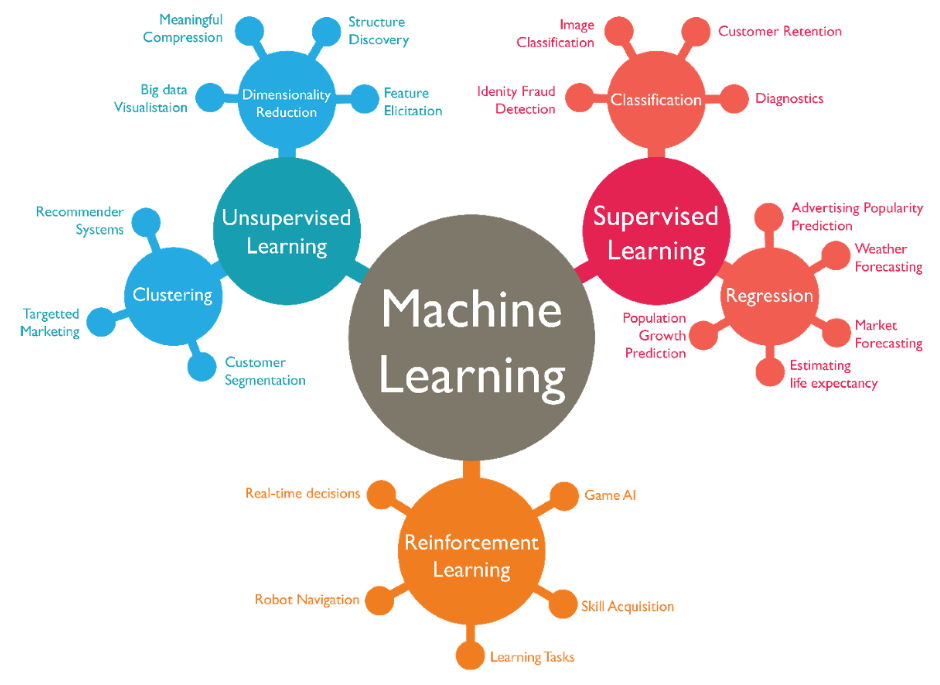 Machine
Learning
Unsupervised
Learning
Dimensionality
Reduction
Meaningful
Compression
Structure
Discovery
Big data
Visualistaion
Feature
Elicitation
Clustering
Recommender
Systems
Targetted
Marketing
Customer
Segmentation
Supervised
Learning
Classification
Image
Classification
Customer Retention
Idenity Fraud
Detection
Diagnostics
Regression
Advertising Popularity
Prediction
Weather
Forecasting
Population
Growth
Prediction
Market
Forecasting
Estimating
life expectancy
Reinforcement
Learning
Real-time decisions
Game AI
Robot Navigation
Skill Acquisition
Learning Tasks